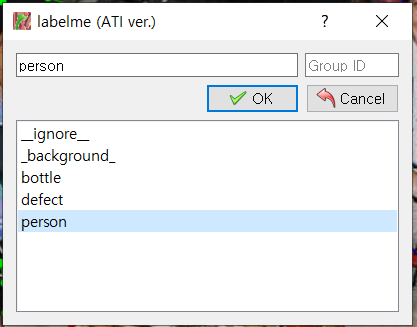 labelme (ATI ver.)
?
person
Group ID
OK
Cancel
__ignore__
_background_
bottle
defect
person